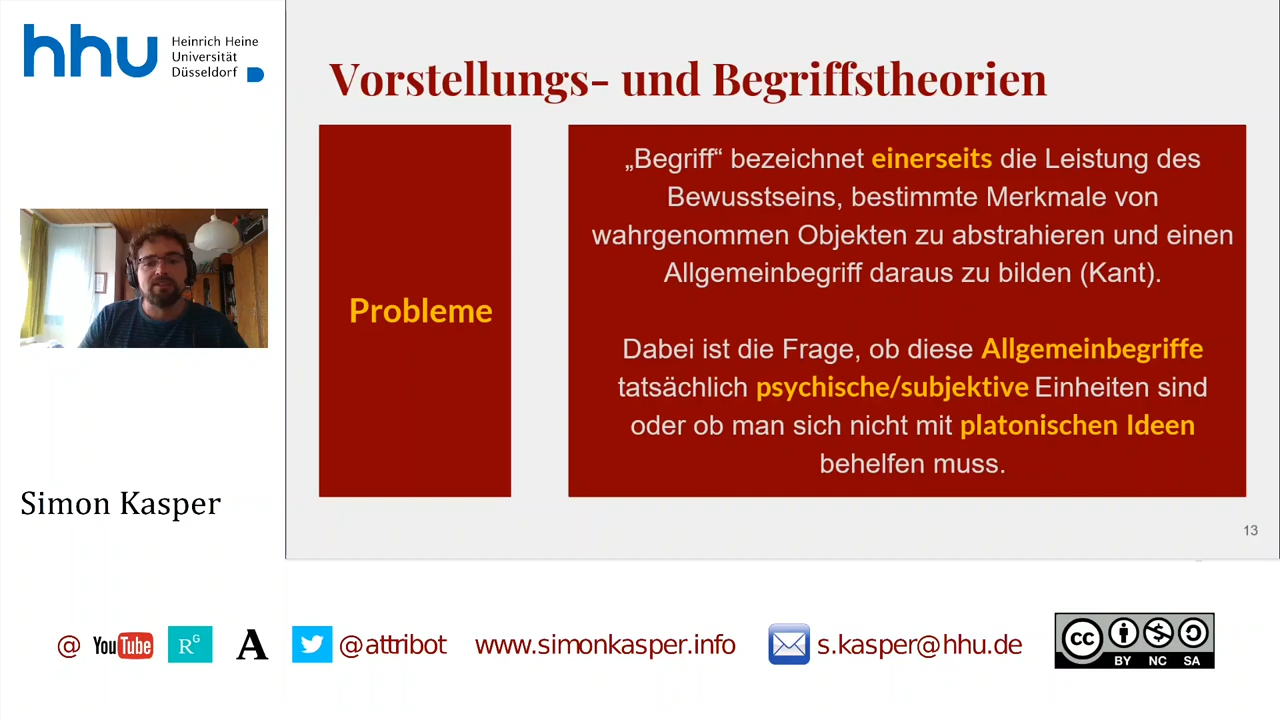 hhu
Heinrich Heine
Universität
Düsseldorf
Vorstellungs- und Begriffstheorien
Probleme
„Begriff“ bezeichnet einerseits die Leistung des
Bewusstseins, bestimmte Merkmale von
wahrgenommen Objekten zu abstrahieren und einen
Allgemeinbegriff daraus zu bilden (Kant).
Dabei ist die Frage, ob diese Allgemeinbegriffe
tatsächlich psychische/subjektive Einheiten sind
oder ob man sich nicht mit platonischen Ideen
behelfen muss.
13
Simon Kasper
@ YouTube RG A @attribot www.simonkasper.info s.kasper@hhu.de
cc
BY NC SA